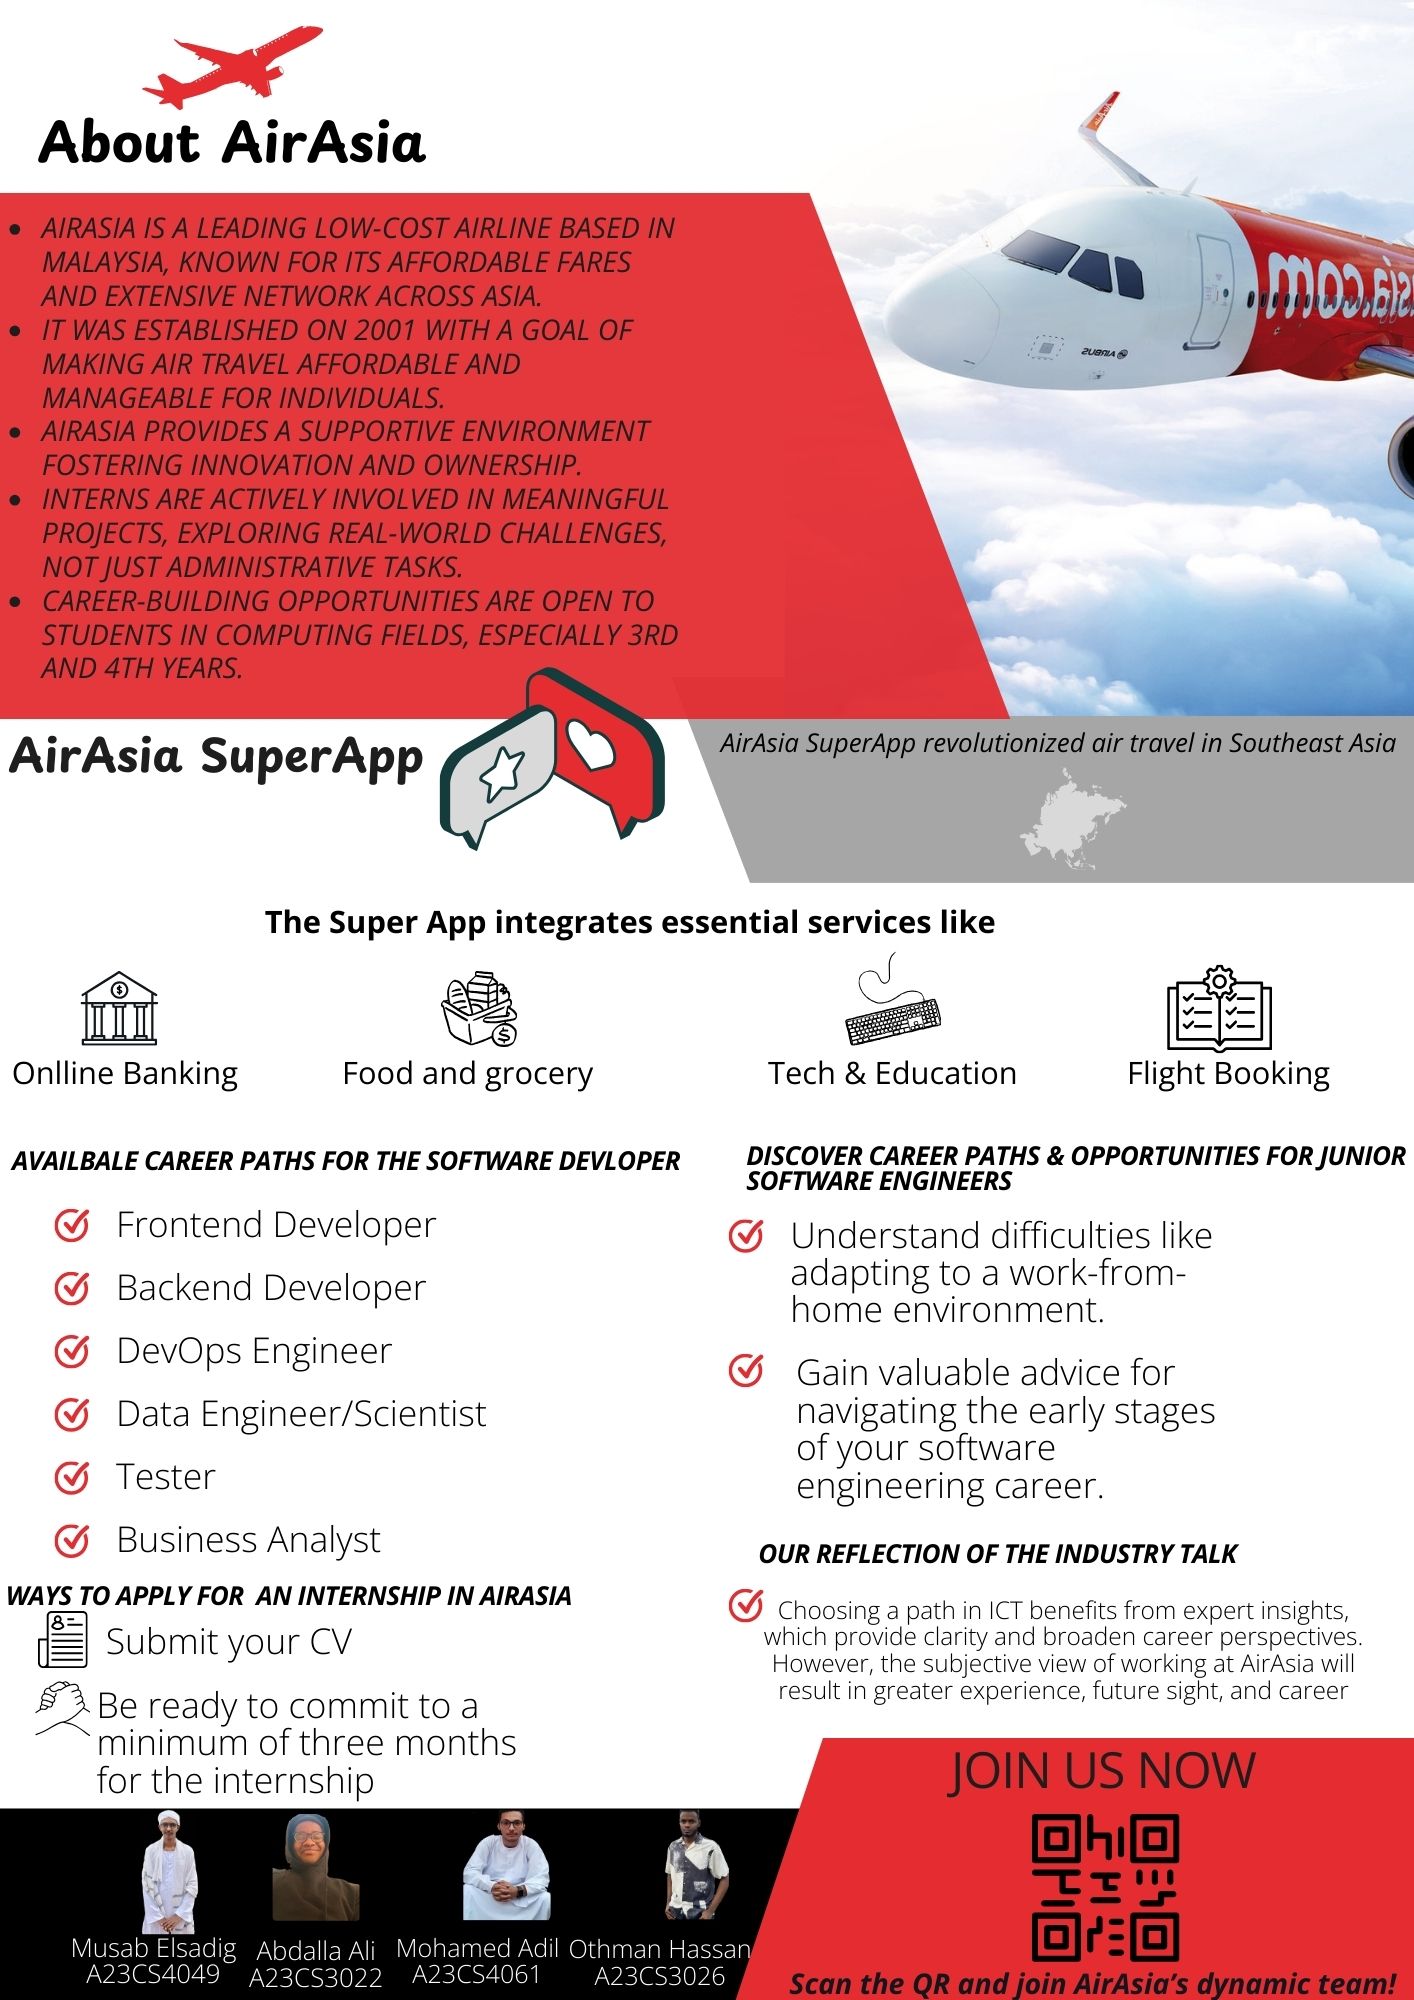 About AirAsia
AIRASIA IS A LEADING LOW-COST AIRLINE BASED IN
MALAYSIA, KNOWN FOR ITS AFFORDABLE FARES
AND EXTENSIVE NETWORK ACROSS ASIA.
IT WAS ESTABLISHED ON 2001 WITH A GOAL OF
MAKING AIR TRAVEL AFFORDABLE AND
MANAGEABLE FOR INDIVIDUALS.
AIRASIA PROVIDES A SUPPORTIVE ENVIRONMENT
FOSTERING INNOVATION AND OWNERSHIP.
INTERNS ARE ACTIVELY INVOLVED IN MEANINGFUL
PROJECTS, EXPLORING REAL-WORLD CHALLENGES,
NOT JUST ADMINISTRATIVE TASKS.
CAREER-BUILDING OPPORTUNITIES ARE OPEN TO
STUDENTS IN COMPUTING FIELDS, ESPECIALLY 3RD
AND 4TH YEARS.
AIRBUS
AirAsia SuperApp
AirAsia SuperApp revolutionized air travel in Southeast Asia
The Super App integrates essential services like
Onlline Banking
Food and grocery
Tech & Education
Flight Booking
AVAILBALE CAREER PATHS FOR THE SOFTWARE DEVLOPER
Frontend Developer
Backend Developer
DevOps Engineer
Data Engineer/Scientist
Tester
Business Analyst
WAYS TO APPLY FOR  AN INTERNSHIP IN AIRASIA
Submit your CV
Be ready to commit to a
minimum of three months
for the internship
DISCOVER CAREER PATHS & OPPORTUNITIES FOR JUNIOR
SOFTWARE ENGINEERS
Understand difficulties like
adapting to a work-from-
home environment.
Gain valuable advice for
navigating the early stages
of your software
engineering career.
OUR REFLECTION OF THE INDUSTRY TALK
Choosing a path in ICT benefits from expert insights,
which provide clarity and broaden career perspectives.
However, the subjective view of working at AirAsia will
result in greater experience, future sight, and career
Musab Elsadig
A23CS4049
Abdalla Ali
A23CS3022
Mohamed Adil
A23CS4061
Othman Hassan
A23CS3026
JOIN US NOW
Scan the QR and join AirAsia’s dynamic team!